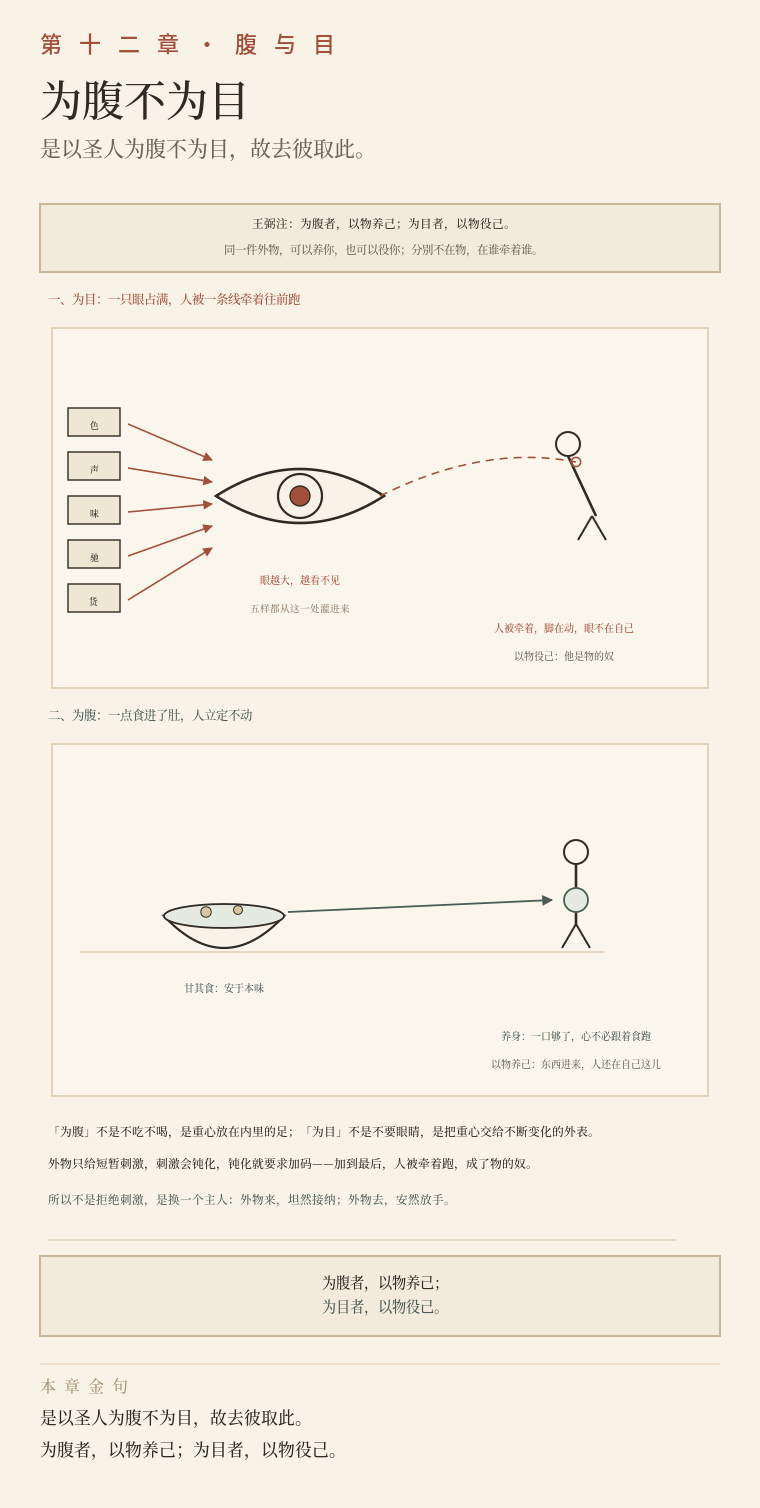 第十二章·腹与目
为腹不为目
是以圣人为腹不为目，故去彼取此。
王弼注：为腹者，以物养己；为目者，以物役己。
同一件外物，可以养你，也可以役你；分别不在物，在谁牵着谁。
一、为目：一只眼占满，人被一条线牵着往前跑
色
声
味
驰
货
眼越大，越看不见
五样都从这一处灌进来
人被牵着，脚在动，眼不在自己
以物役己：他是物的奴
二、为腹：一点食进了肚，人立定不动
甘其食：安于本味
养身：一口够了，心不必跟着食跑
以物养己：东西进来，人还在自己这儿
「为腹」不是不吃不喝，是重心放在内里的足；「为目」不是不要眼睛，是把重心交给不断变化的外表。
外物只给短暂刺激，刺激会钝化，钝化就要求加码——加到最后，人被牵着跑，成了物的奴。
所以不是拒绝刺激，是换一个主人：外物来，坦然接纳；外物去，安然放手。
为腹者，以物养己；
为目者，以物役己。
本章金句
是以圣人为腹不为目，故去彼取此。
为腹者，以物养己；为目者，以物役己。